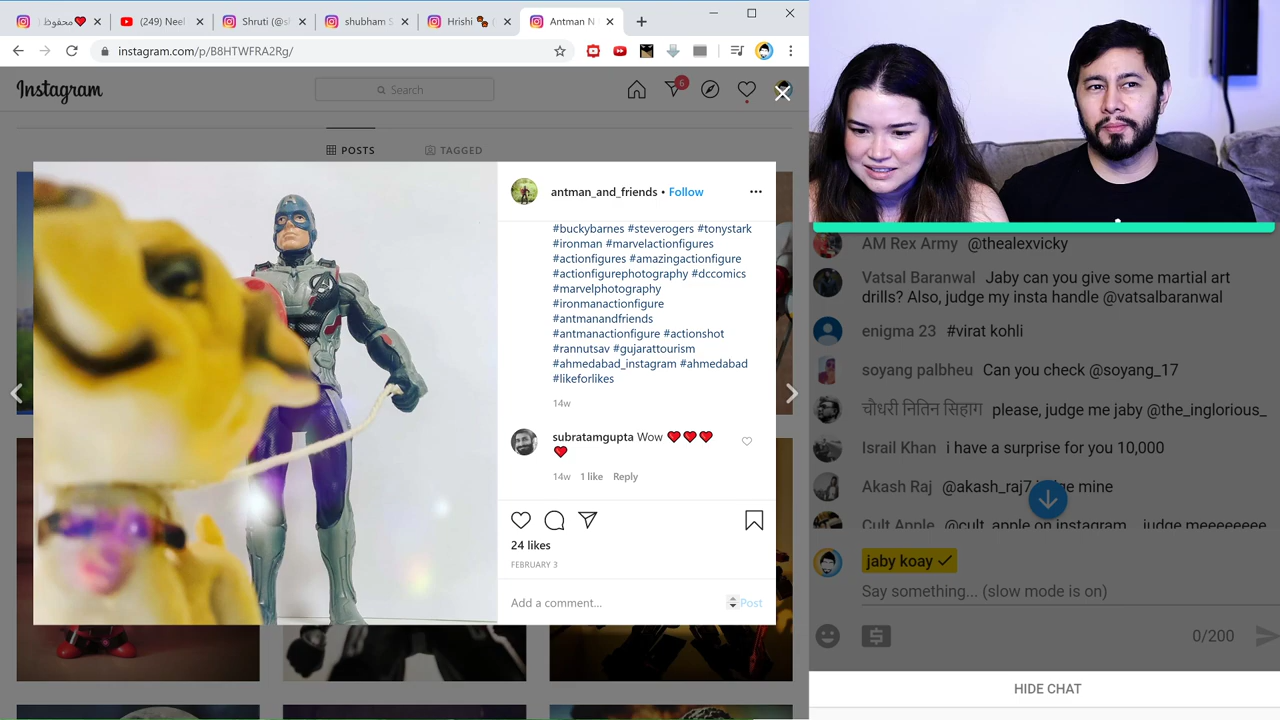 محفوظ
(249) Neel
Shruti (@s
shubham S
Hrishi
Antman N
instagram.com/p/B8HTWFRA2Rg/
Instagram
Search
6
POSTS
TAGGED
antman_and_friends • Follow
#buckybarnes #steverogers #tonystark
#ironman #marvelactionfigures
#actionfigures #amazingactionfigure
#actionfigurephotography #dccomics
#marvelphotography
#ironmanactionfigure
#antmanandfriends
#antmanactionfigure #actionshot
#rannutsav #gujarattourism
#ahmedabad_instagram #ahmedabad
#likeforlikes
14w
subratamgupta Wow ❤️❤️❤️
❤️
14w 1 like Reply
24 likes
FEBRUARY 3
Add a comment...
Post
AM Rex Army @thealexvicky
Vatsal Baranwal Jaby can you give some martial art
drills? Also, judge my insta handle @vatsalbaranwal
enigma 23 #virat kohli
soyang palbheu Can you check @soyang_17
चौधरी नितिन सिहाग please, judge me jaby @the_inglorious_
Israil Khan i have a surprise for you 10,000
Akash Raj @akash_raj7 mine
Cult Apple @cult_apple on instagram... judge meeeeeeee
jaby koay ✓
Say something... (slow mode is on)
0/200
HIDE CHAT